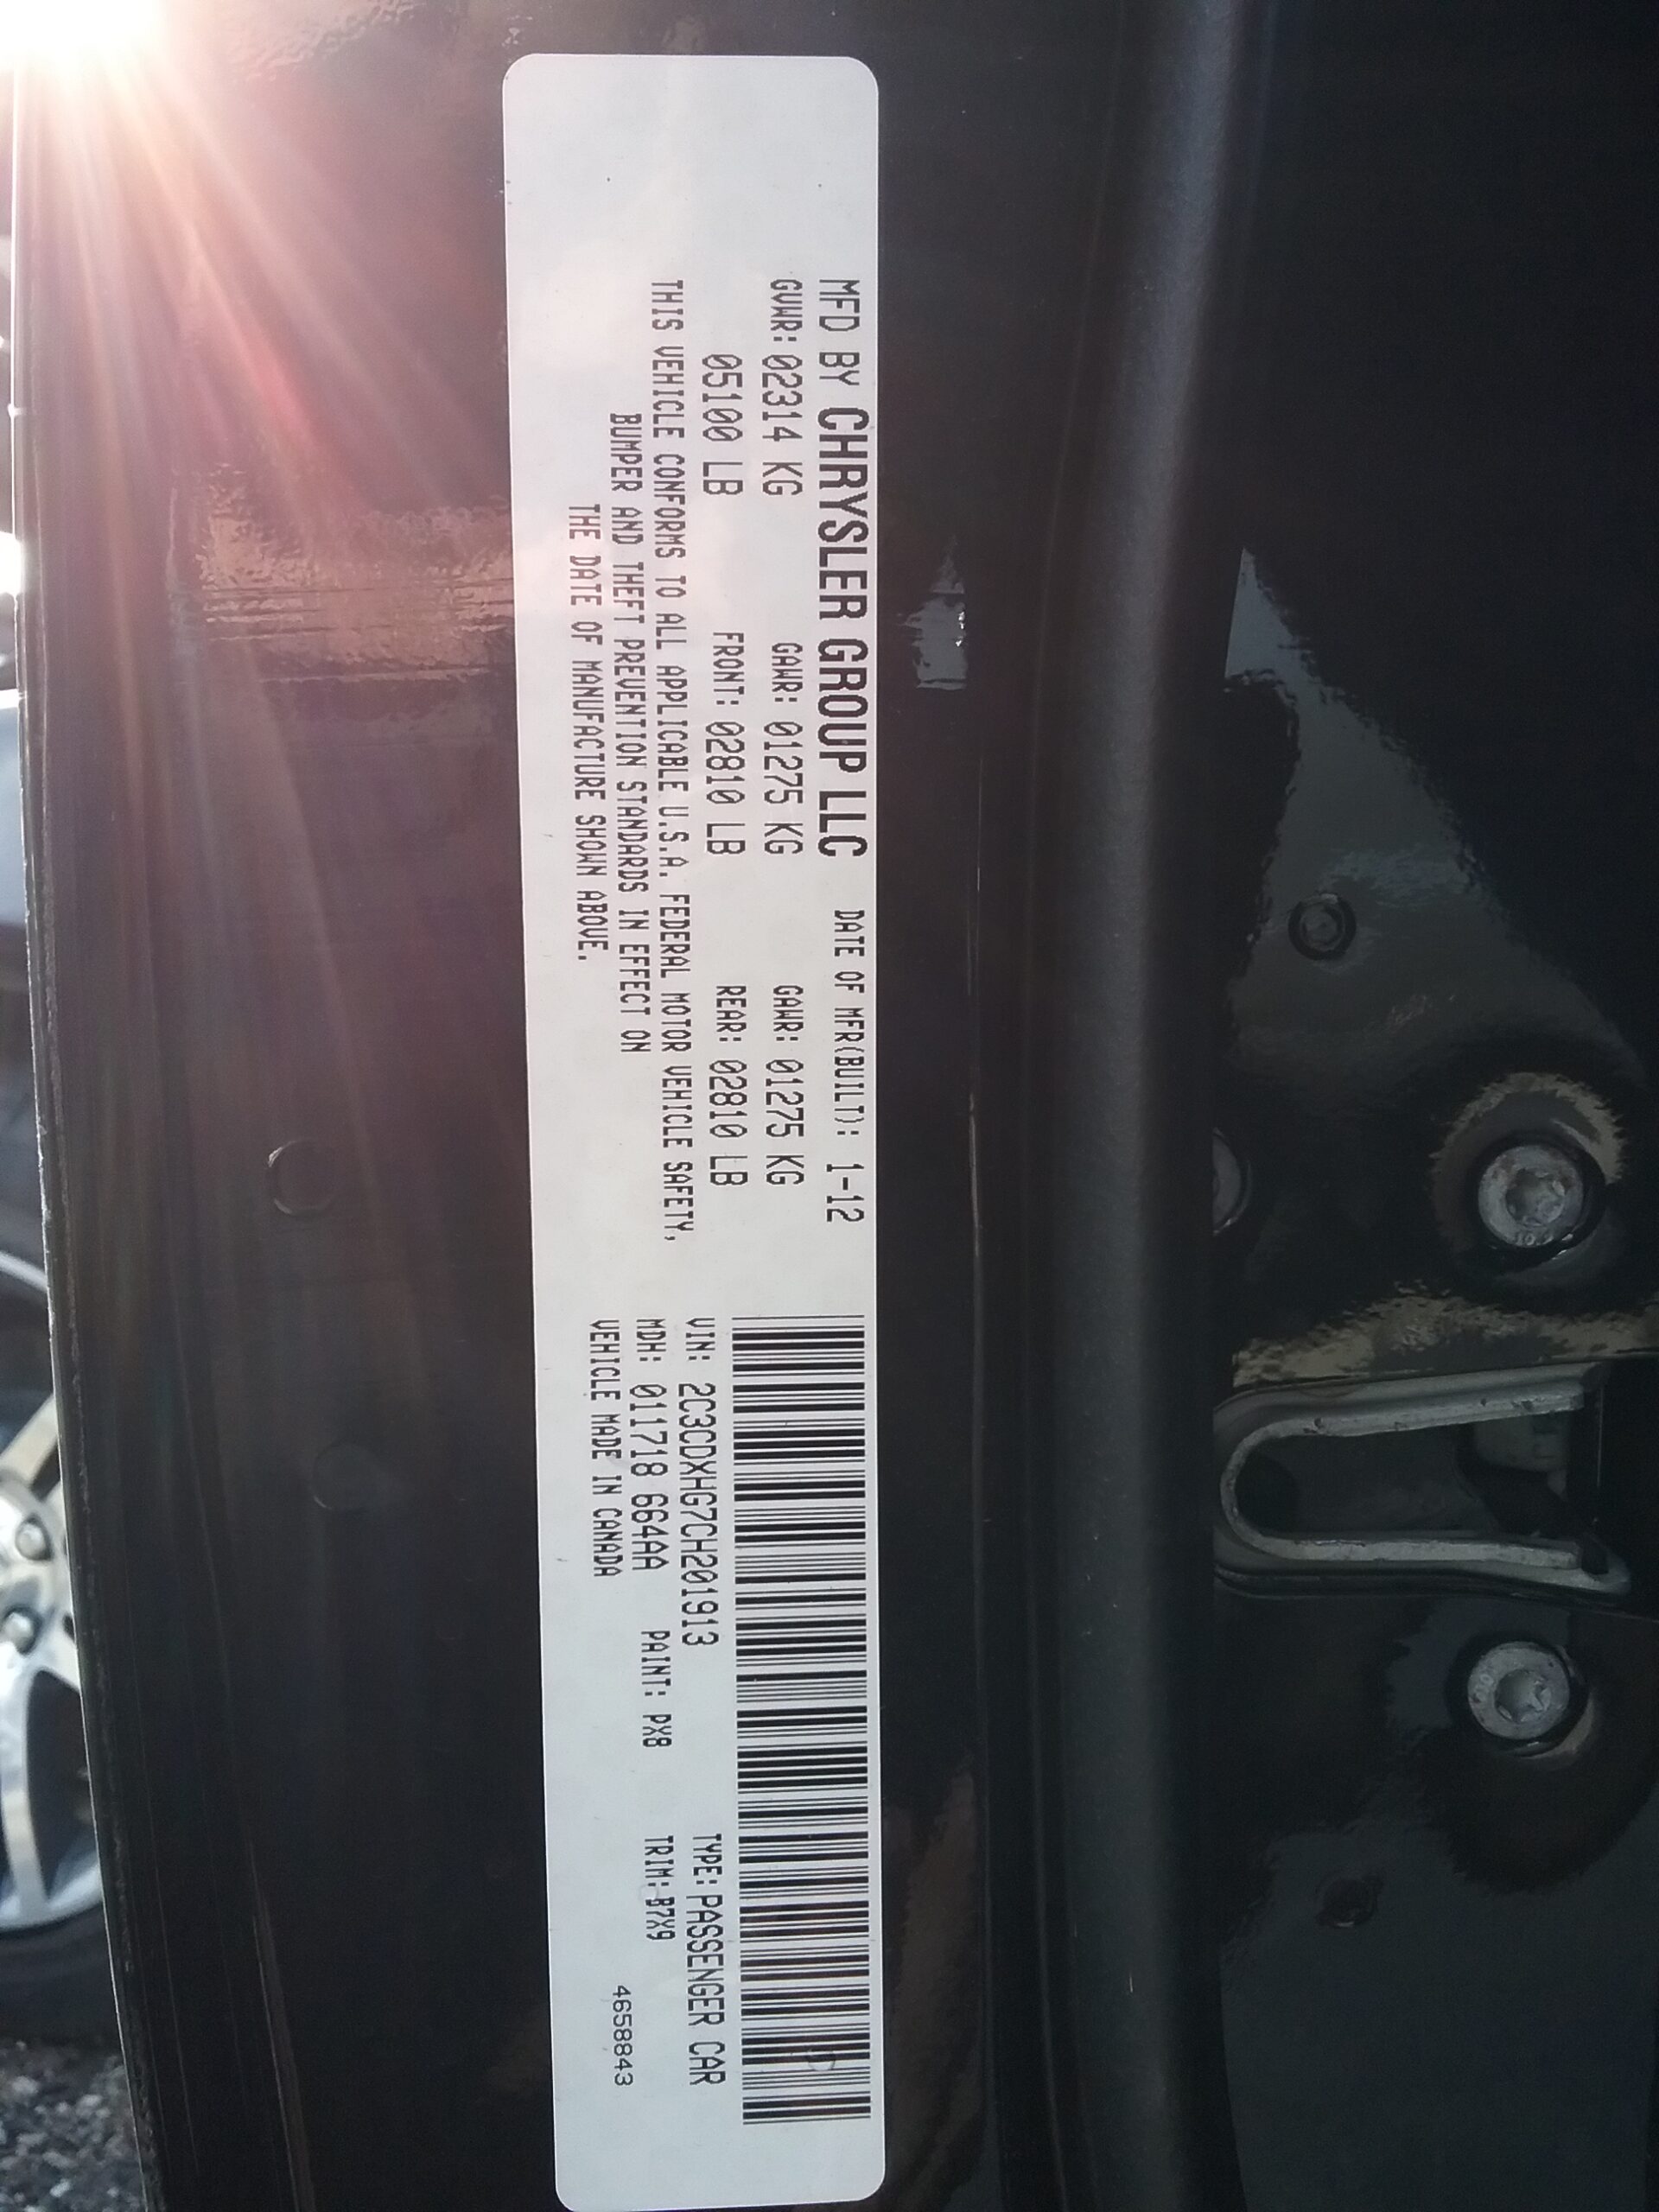 MFD BY CHRYSLER GROUP LLC DATE OF MFR(BUILT): 1-12
GVWR: 02314 KG GAWR: 01275 KG GAWR: 01275 KG
05100 LB FRONT: 02810 LB REAR: 02810 LB
THIS VEHICLE CONFORMS TO ALL APPLICABLE U.S.A. FEDERAL MOTOR VEHICLE SAFETY,
BUMPER AND THEFT PREVENTION STANDARDS IN EFFECT ON
THE DATE OF MANUFACTURE SHOWN ABOVE.
VIN: 2C3CDXHG7CH201913 TYPE: PASSENGER CAR
MDH: 011718 664AA PAINT: PX8 TRIM: B7X9
VEHICLE MADE IN CANADA 4658843